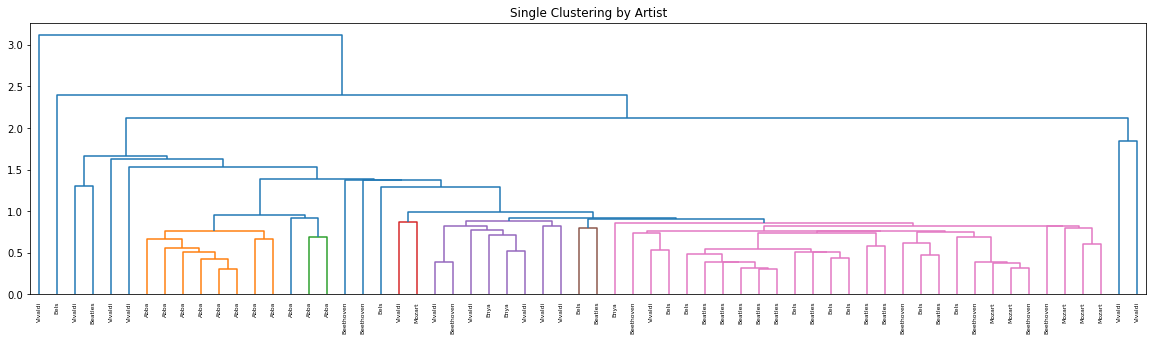 Single Clustering by Artist
3.0
2.5
2.0
1.5
1.0
0.5
0.0
Vivaldi
Eels
Vivaldi
Beatles
Vivaldi
Vivaldi
Abba
Abba
Abba
Abba
Abba
Abba
Abba
Abba
Abba
Abba
Abba
Beethoven
Beethoven
Eels
Vivaldi
Mozart
Vivaldi
Beethoven
Vivaldi
Enya
Enya
Vivaldi
Vivaldi
Vivaldi
Eels
Beatles
Enya
Beethoven
Vivaldi
Eels
Eels
Beatles
Beatles
Beatles
Beatles
Beatles
Eels
Beatles
Eels
Eels
Beatles
Beatles
Beethoven
Eels
Beatles
Eels
Beethoven
Mozart
Mozart
Beethoven
Beethoven
Mozart
Mozart
Mozart
Vivaldi
Vivaldi